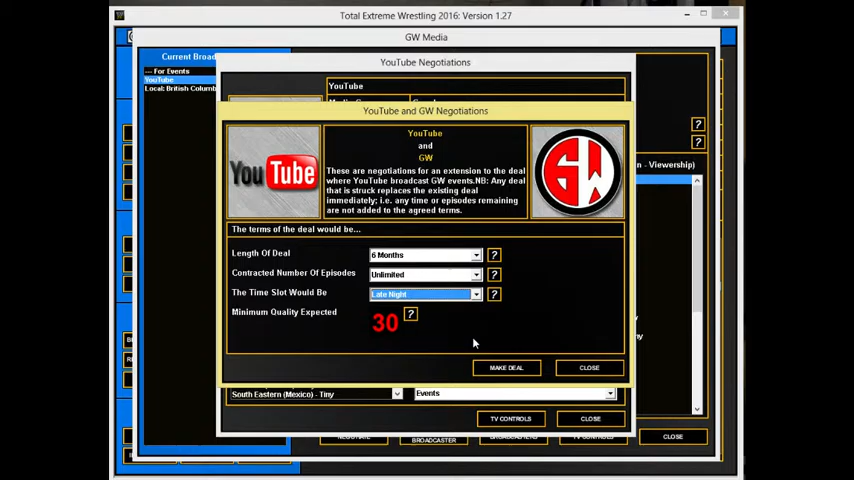 Total Extreme Wrestling 2016: Version 1.27
GW Media
Current Broad
YouTube Negotiations
--- For Events
YouTube
Local: British Columb
YouTube
YouTube and GW Negotiations
YouTube
and
GW
These are negotiations for an extension to the deal
where YouTube broadcast GW events.NB: Any deal
that is struck replaces the existing deal
immediately; i.e. any time or episodes remaining
are not added to the agreed terms.
You Tube
GW
n - Viewership)
?
?
The terms of the deal would be...
Length Of Deal
6 Months
?
Contracted Number Of Episodes
Unlimited
?
The Time Slot Would Be
Late Night
?
Minimum Quality Expected
30
?
MAKE DEAL
CLOSE
South Eastern (Mexico) - Tiny
Events
TV CONTROLS
CLOSE
BROADCASTER
CLOSE